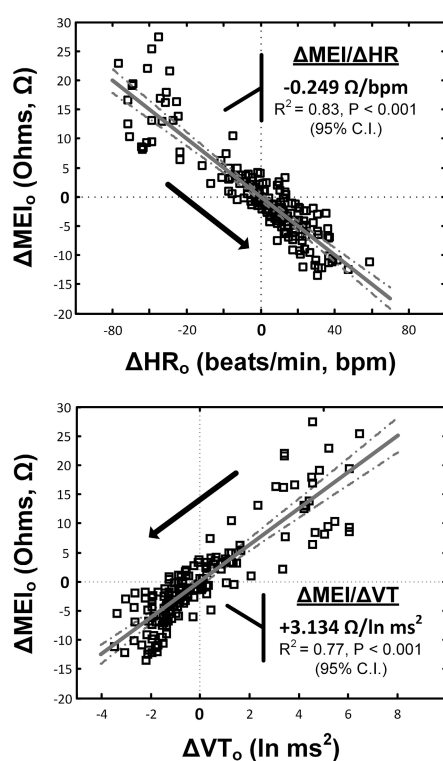 30
25
20
15
10
5
0
-5
-10
-15
-20
ΔMEIₒ (Ohms, Ω)
ΔMEI/ΔHR
-0.249 Ω/bpm
R² = 0.83, P < 0.001
(95% C.I.)
-80 -20 0 40 80
ΔHRₒ (beats/min, bpm)
30
25
20
15
10
5
0
-5
-10
-15
-20
ΔMEIₒ (Ohms, Ω)
ΔMEI/ΔVT
+3.134 Ω/ln ms²
R² = 0.77, P < 0.001
(95% C.I.)
-4 -2 0 2 4 6 8
ΔVTₒ (ln ms²)